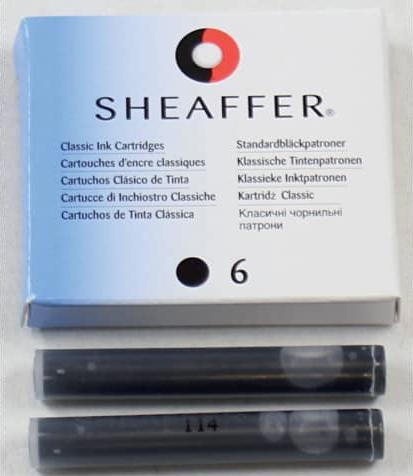 SHEAFFER®
Classic Ink Cartridges
Cartouches d'encre classiques
Cartuchos Clásico de Tinta
Cartucce di Inchiostro Classiche
Cartuchos de Tinta Clássica
Standardbläckpatroner
Klassische Tintenpatronen
Klassieke Inktpatronen
Kartridż Classic
Класичні чорнильні
патрони
6
114